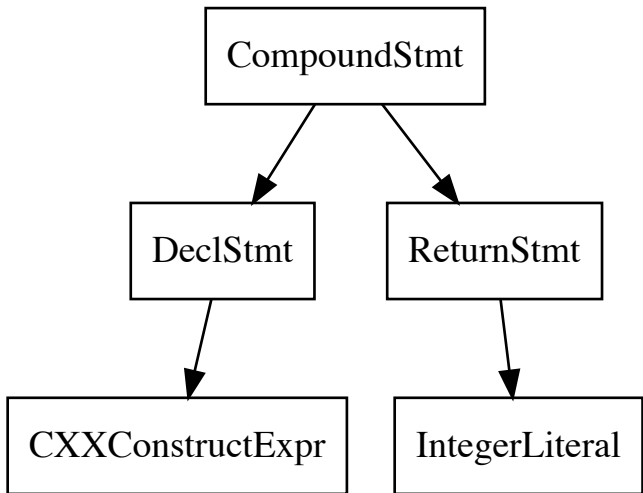 CompoundStmt
DeclStmt
ReturnStmt
CXXConstructExpr
IntegerLiteral